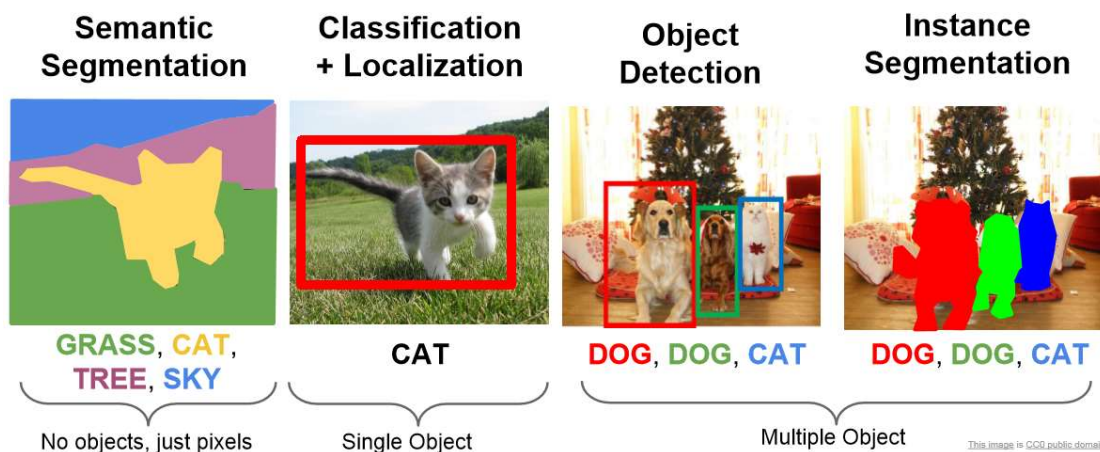 Semantic
Segmentation
Classification
+ Localization
Object
Detection
Instance
Segmentation
GRASS, CAT,
TREE, SKY
CAT
DOG, DOG, CAT
DOG, DOG, CAT
No objects, just pixels
Single Object
Multiple Object
This image is CC0 public domai